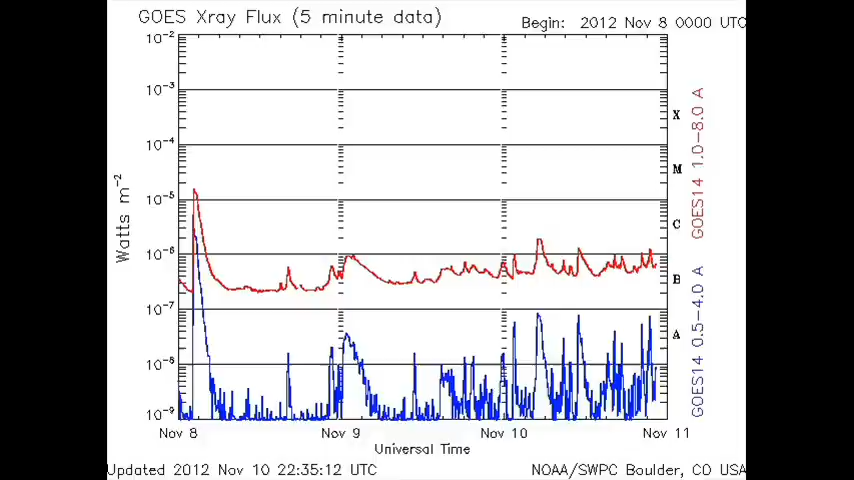 GOES Xray Flux (5 minute data)
Begin: 2012 Nov 8 0000 UTC
10⁻²
10⁻³
10⁻⁴
10⁻⁵
10⁻⁶
10⁻⁷
10⁻⁸
10⁻⁹
Watts m⁻²
X
M
C
B
A
GOES14 1.0-8.0 A
GOES14 0.5-4.0 A
Nov 8
Nov 9
Nov 10
Nov 11
Universal Time
Updated 2012 Nov 10 22:35:12 UTC
NOAA/SWPC Boulder, CO USA